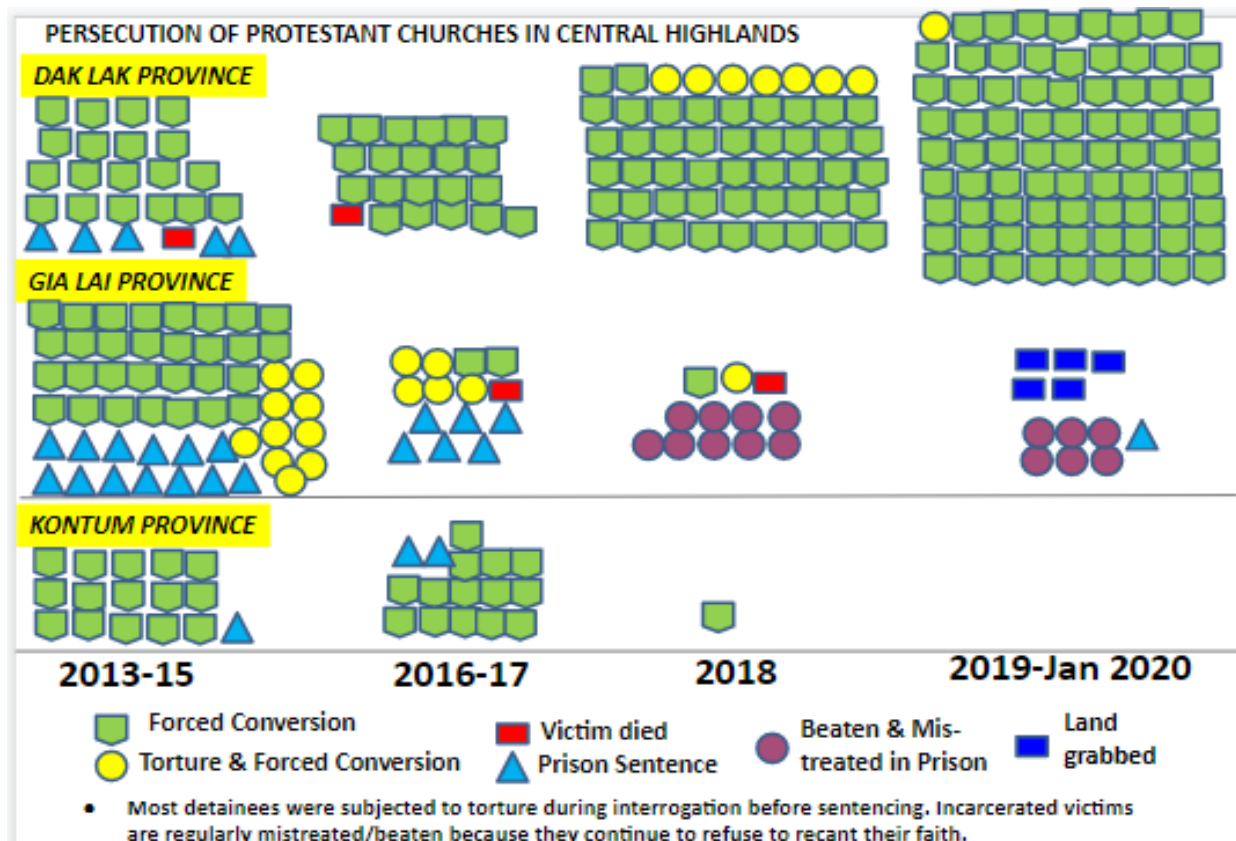 PERSECUTION OF PROTESTANT CHURCHES IN CENTRAL HIGHLANDS
DAK LAK PROVINCE
GIA LAI PROVINCE
KONTUM PROVINCE
2013-15 2016-17 2018 2019-Jan 2020
Forced Conversion
Torture & Forced Conversion
Victim died
Prison Sentence
Beaten & Mis-
treated in Prison
Land
grabbed
• Most detainees were subjected to torture during interrogation before sentencing. Incarcerated victims
are regularly mistreated/beaten because they continue to refuse to recant their faith.